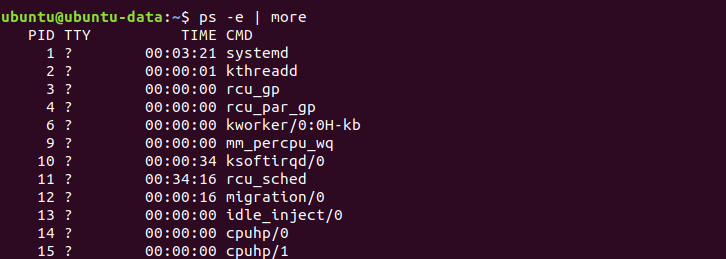 ubuntu@ubuntu-data:~$ ps -e | more
PID TTY TIME CMD
1 ? 00:03:21 systemd
2 ? 00:00:01 kthreadd
3 ? 00:00:00 rcu_gp
4 ? 00:00:00 rcu_par_gp
6 ? 00:00:00 kworker/0:0H-kb
9 ? 00:00:00 mm_percpu_wq
10 ? 00:00:34 ksoftirqd/0
11 ? 00:34:16 rcu_sched
12 ? 00:00:16 migration/0
13 ? 00:00:00 idle_inject/0
14 ? 00:00:00 cpuhp/0
15 ? 00:00:00 cpuhp/1